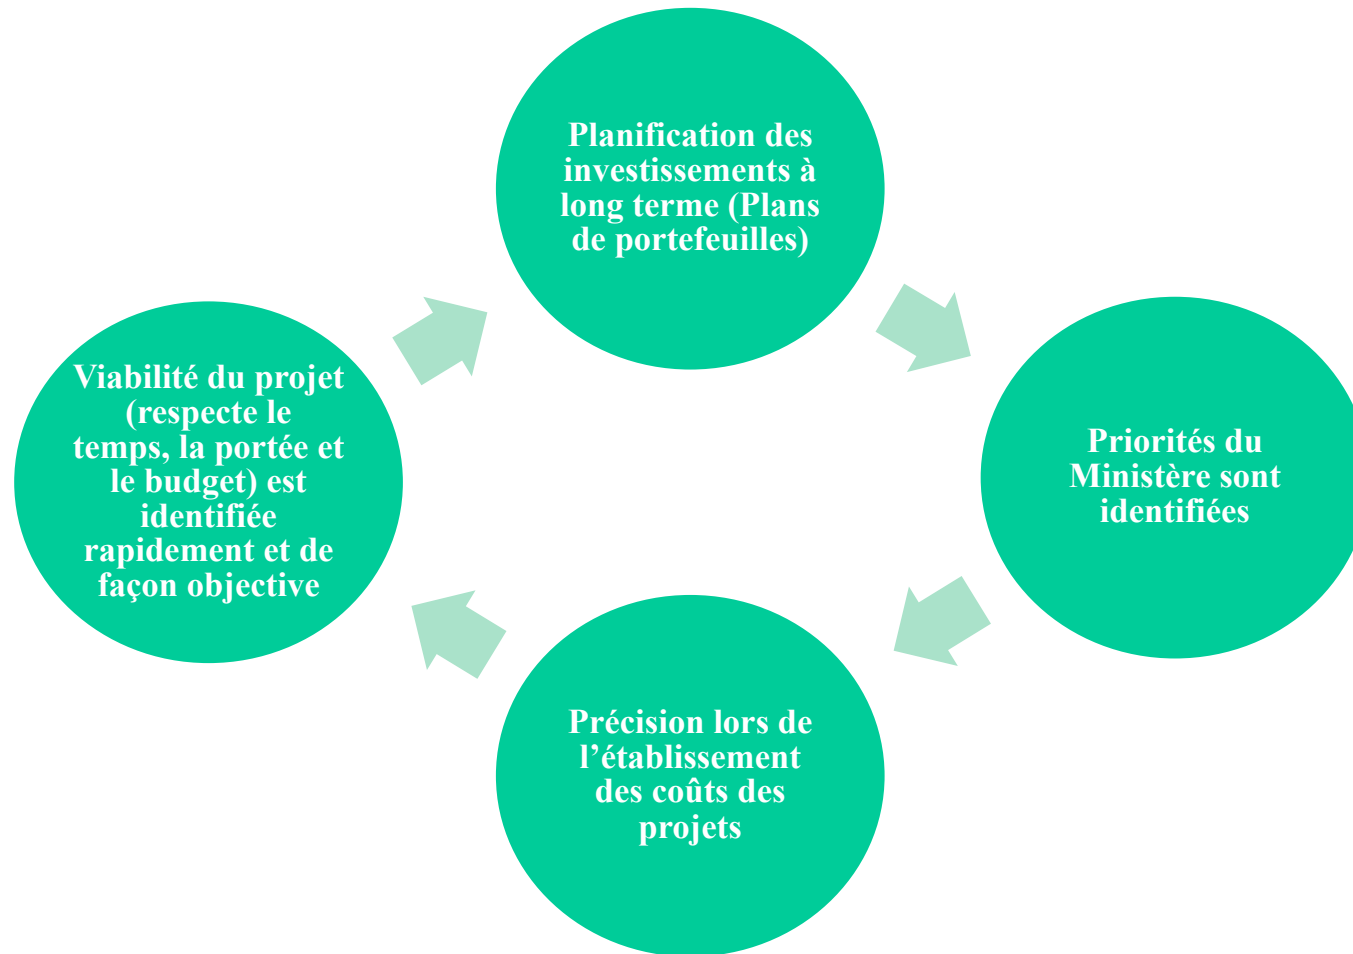 Planification des
investissements à
long terme (Plans
de portefeuilles)
Priorités du
Ministère sont
identifiées
Précision lors de
l’établissement
des coûts des
projets
Viabilité du projet
(respecte le
temps, la portée et
le budget) est
identifiée
rapidement et de
façon objective